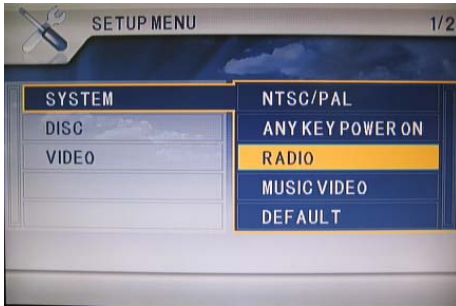 SETUP MENU 1/2
SYSTEM
DISC
VIDEO
NTSC/PAL
ANY KEY POWER ON
RADIO
MUSIC VIDEO
DEFAULT